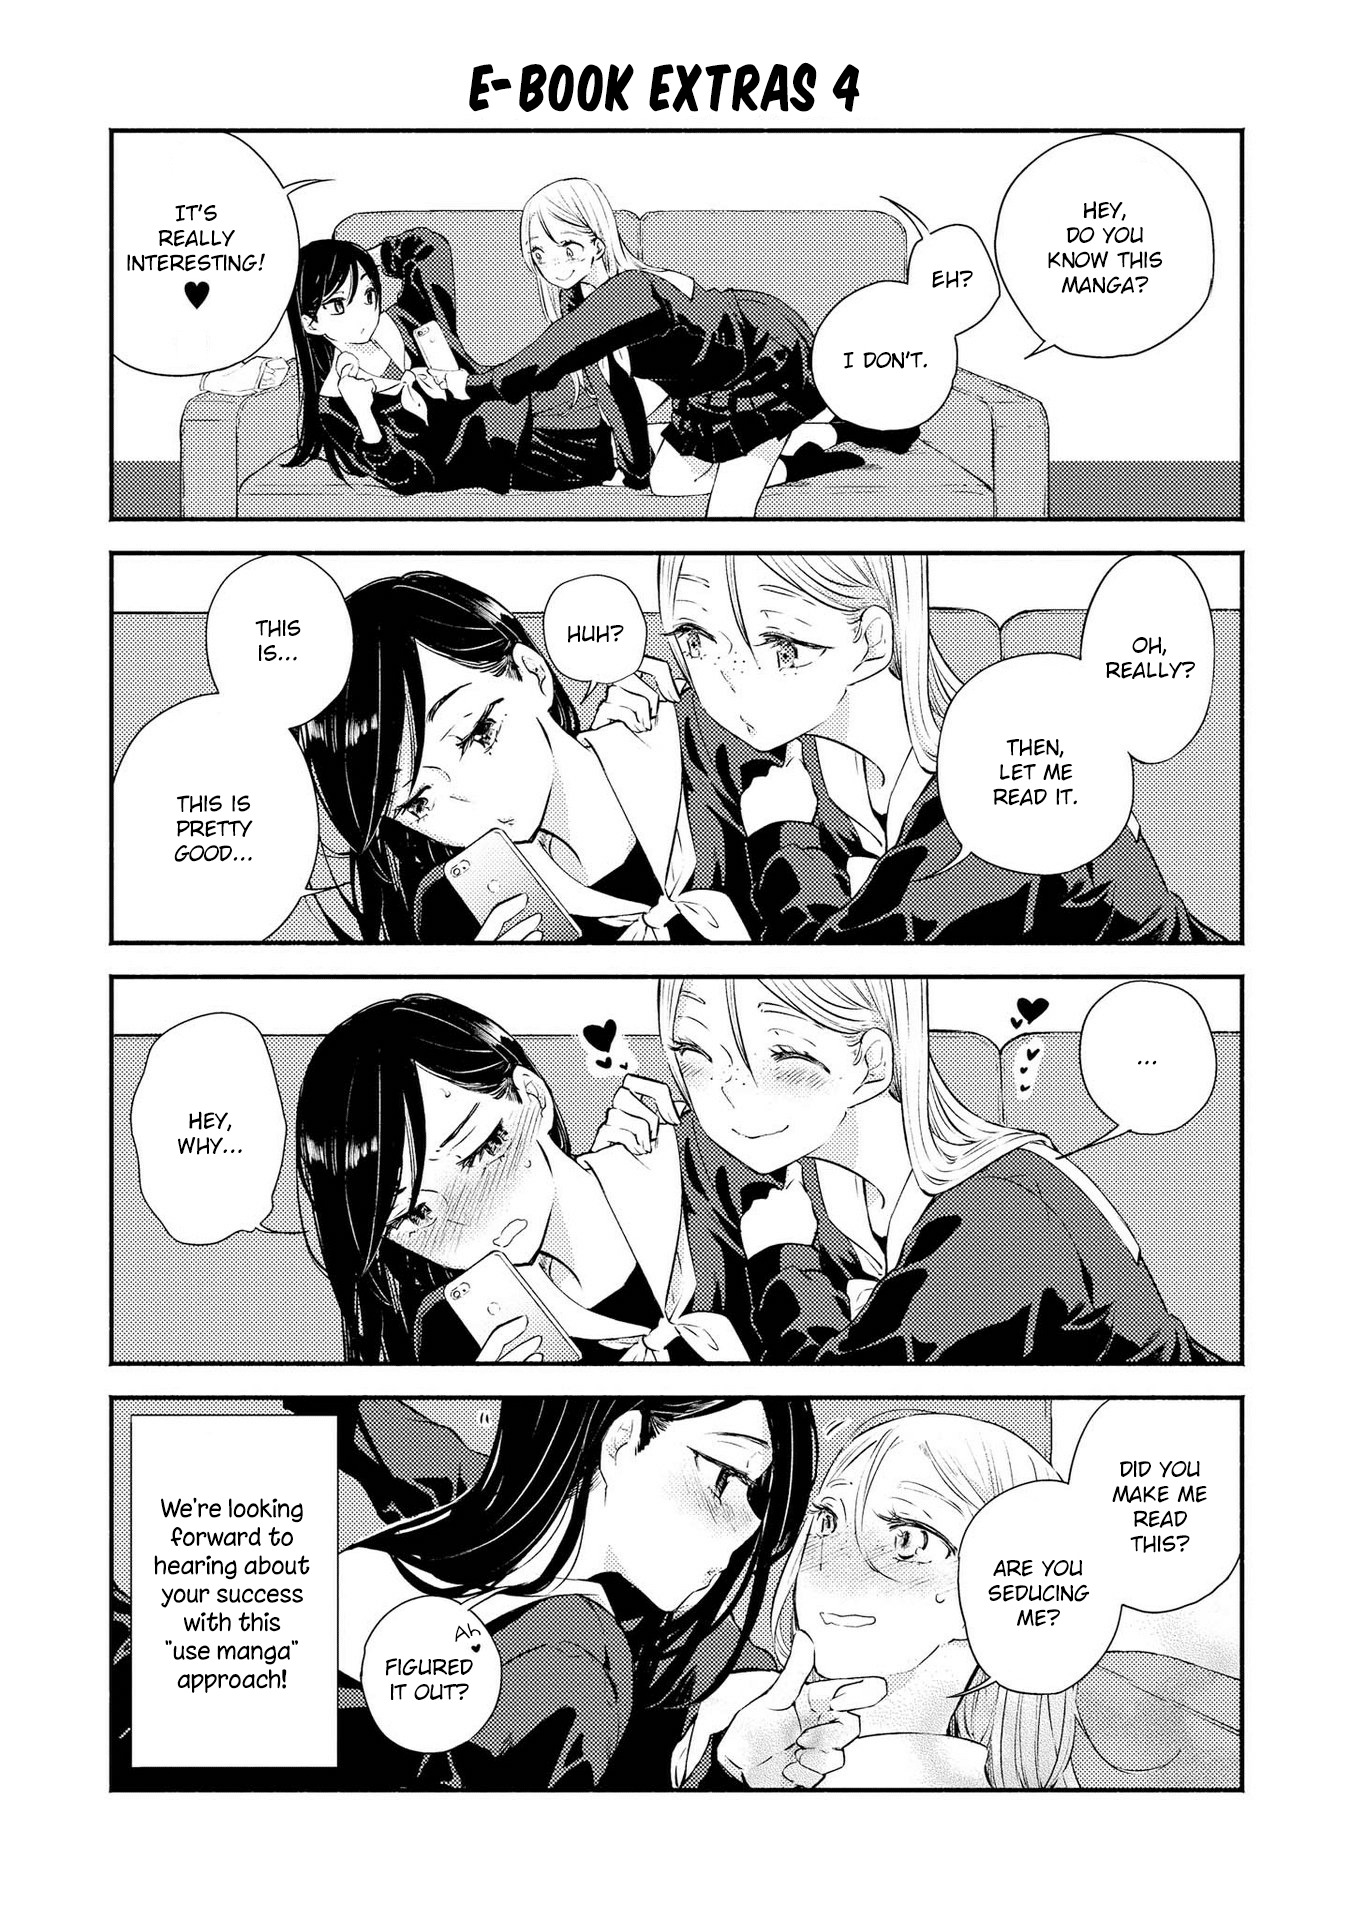 E-BOOK EXTRAS 4
HEY,
DO YOU
KNOW THIS
MANGA?
EH?
I DON'T.
IT'S
REALLY
INTERESTING!
♥
OH,
REALLY?
THEN,
LET ME
READ IT.
HUH?
THIS
IS...
THIS IS
PRETTY
GOOD...
...
HEY,
WHY...
DID YOU
MAKE ME
READ
THIS?
ARE YOU
SEDUCING
ME?
Ah
♥
FIGURED
IT OUT?
We're looking
forward to
hearing about
your success
with this
"use manga"
approach!